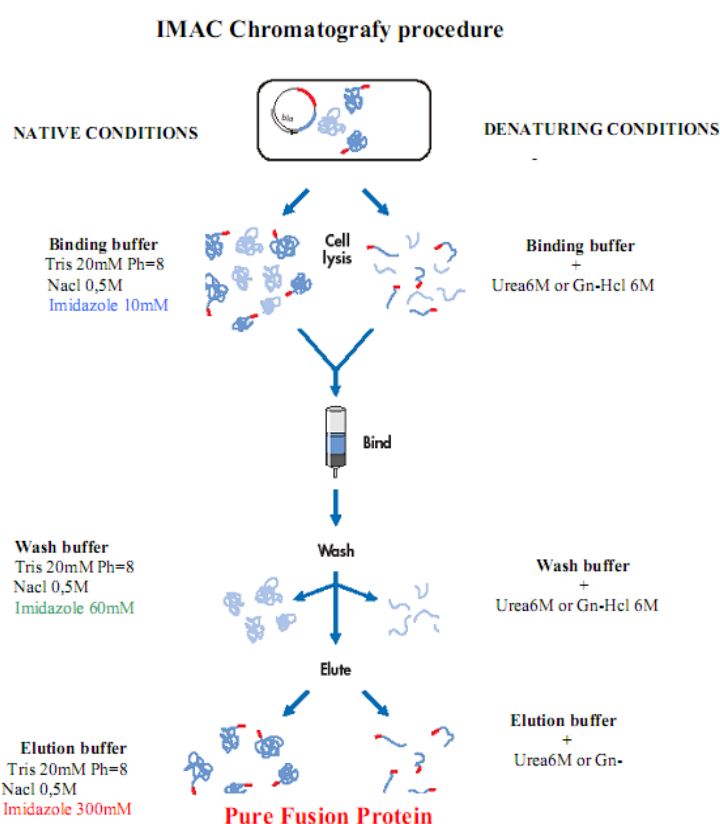 IMAC Chromatografy procedure
NATIVE CONDITIONS
DENATURING CONDITIONS
-
bla
Cell
lysis
Binding buffer
Tris 20mM Ph=8
Nacl 0,5M
Imidazole 10mM
Binding buffer
+
Urea6M or Gn-Hcl 6M
Bind
Wash
Wash buffer
Tris 20mM Ph=8
Nacl 0,5M
Imidazole 60mM
Wash buffer
+
Urea6M or Gn-Hcl 6M
Elute
Elution buffer
Tris 20mM Ph=8
Nacl 0,5M
Imidazole 300mM
Elution buffer
+
Urea6M or Gn-
Pure Fusion Protein